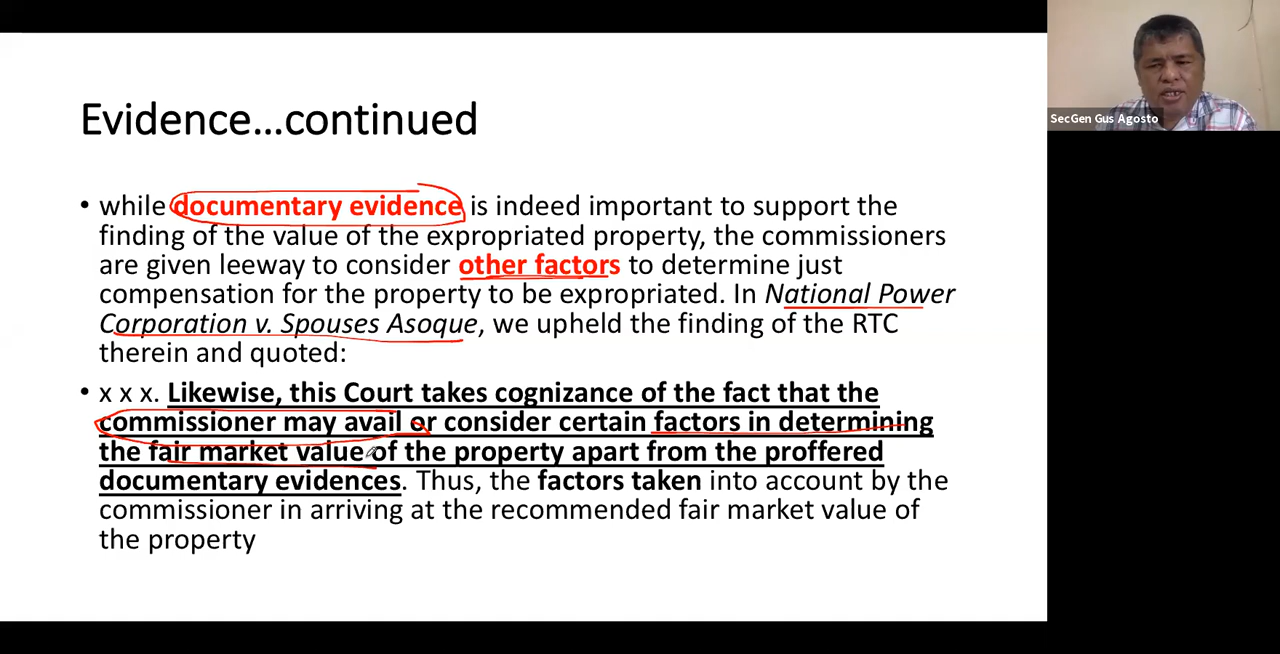 Evidence...continued
SecGen Gus Agosto
• while documentary evidence is indeed important to support the
finding of the value of the expropriated property, the commissioners
are given leeway to consider other factors to determine just
compensation for the property to be expropriated. In National Power
Corporation v. Spouses Asoque, we upheld the finding of the RTC
therein and quoted:
• x x x. Likewise, this Court takes cognizance of the fact that the
commissioner may avail or consider certain factors in determining
the fair market value of the property apart from the proffered
documentary evidences. Thus, the factors taken into account by the
commissioner in arriving at the recommended fair market value of
the property